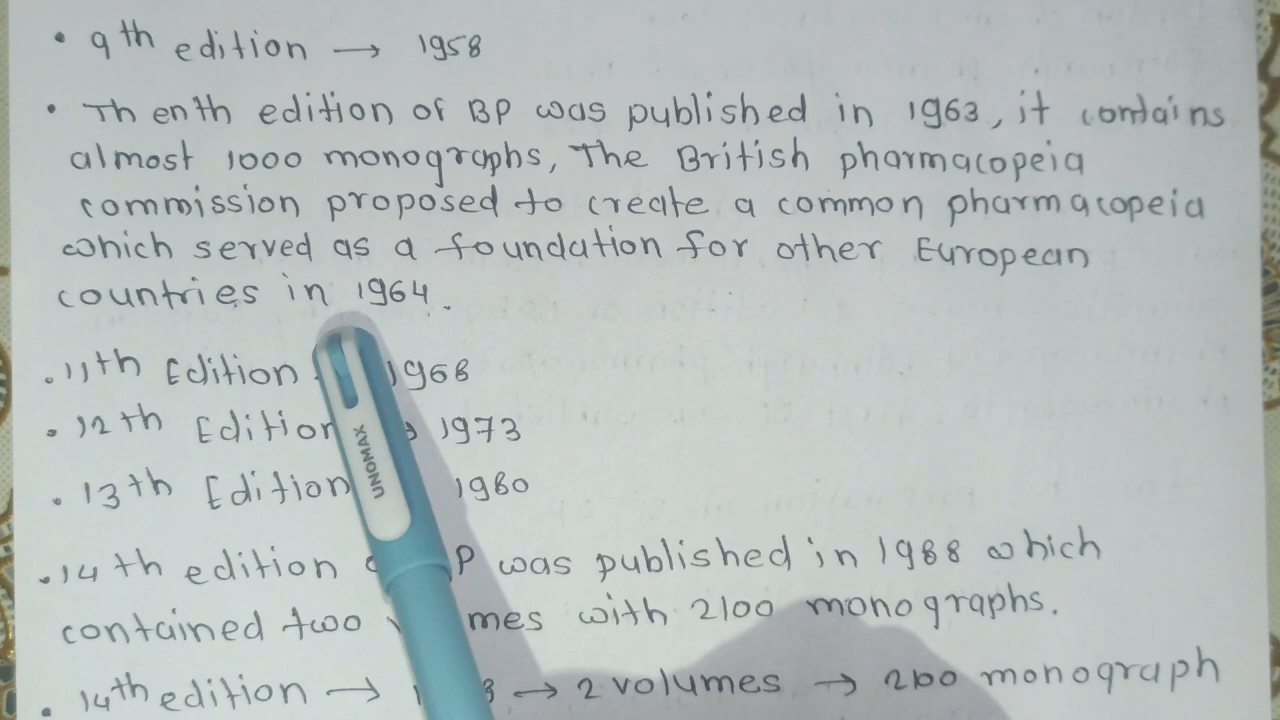 • 9th edition → 1958
• Thenth edition of BP was published in 1963, it contains
almost 1000 monographs, The British pharmacopeia
commission proposed to create a common pharmacopeia
which served as a foundation for other European
countries in 1964.
• 11th Edition 1968
• 12th Edition → 1973
• 13th Edition 1980
• 14th edition P was published in 1988 which
contained two mes with 2100 monographs.
• 14th edition → → 2 volumes → 2100 monograph
UNOMAX